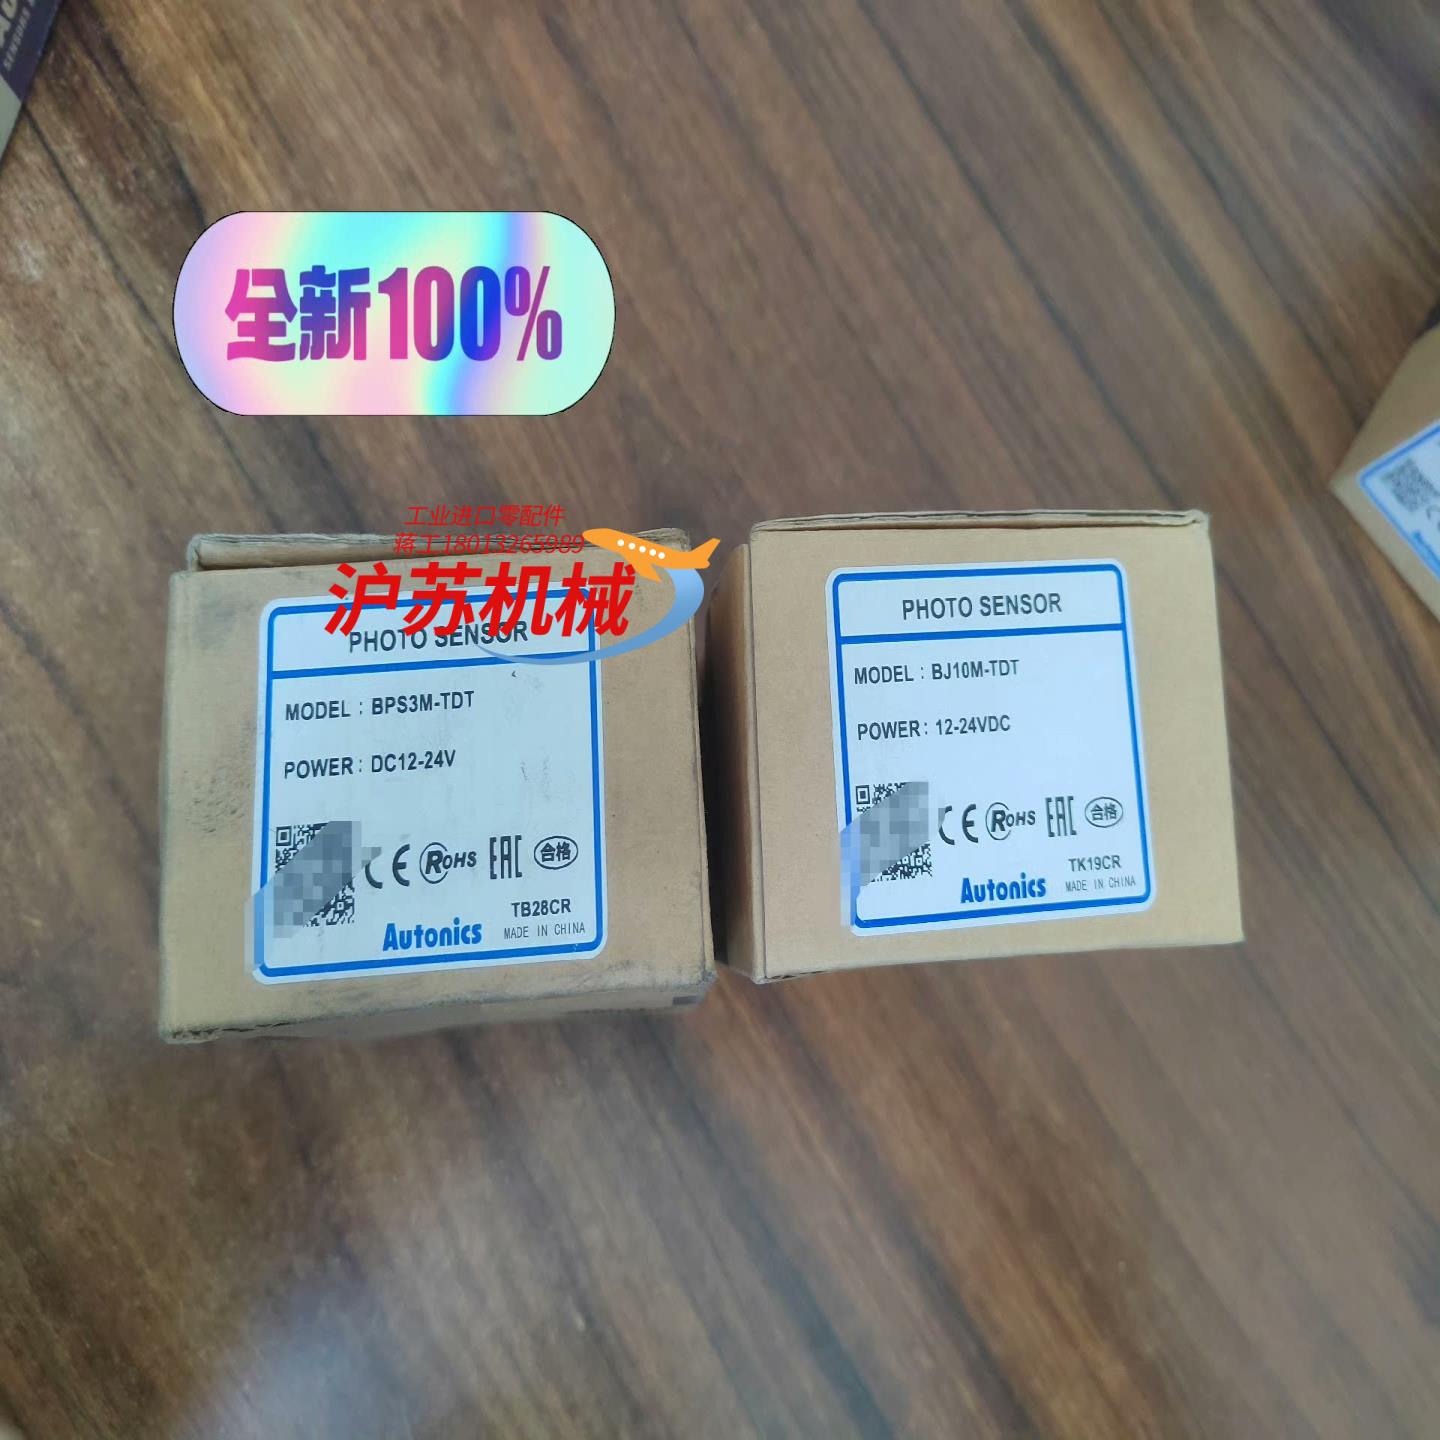 全新100%
工业进口零配件
蒋工18013265989
沪苏机械
PHOTO SENSOR
MODEL : BPS3M-TDT
POWER : DC12-24V
CE RoHS EAC 合格
TB28CR
Autonics MADE IN CHINA
PHOTO SENSOR
MODEL : BJ10M-TDT
POWER : 12-24VDC
CE RoHS EAC 合格
TK19CR
Autonics MADE IN CHINA